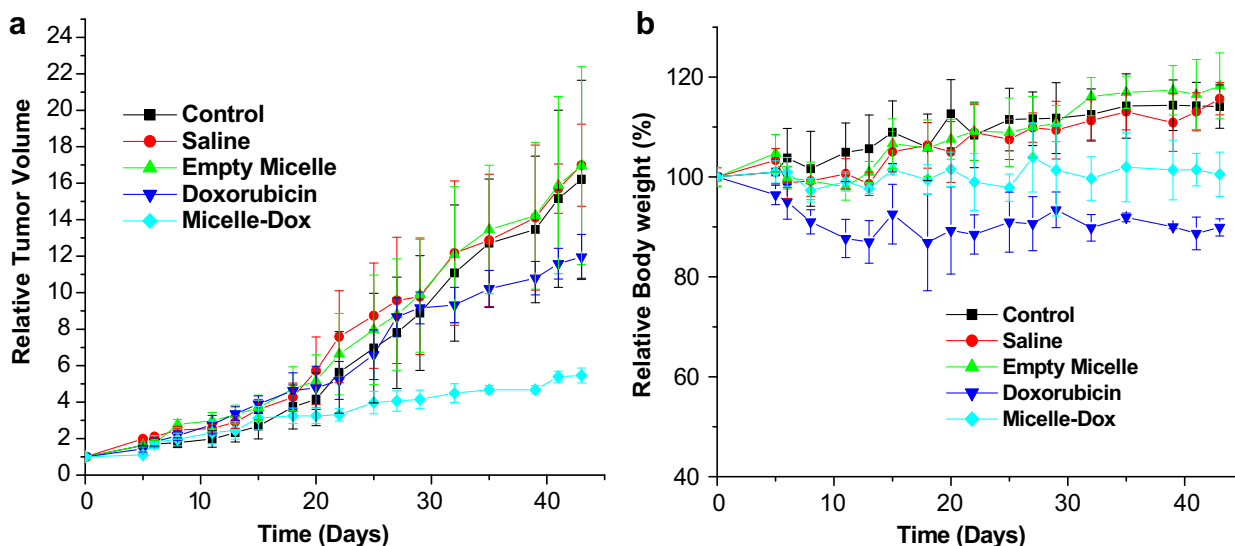 a
Relative Tumor Volume
24
22
20
18
16
14
12
10
8
6
4
2
0
Control
Saline
Empty Micelle
Doxorubicin
Micelle-Dox
0 10 20 30 40
Time (Days)
b
Relative Body weight (%)
120
100
80
60
40
Control
Saline
Empty Micelle
Doxorubicin
Micelle-Dox
0 10 20 30 40
Time (Days)